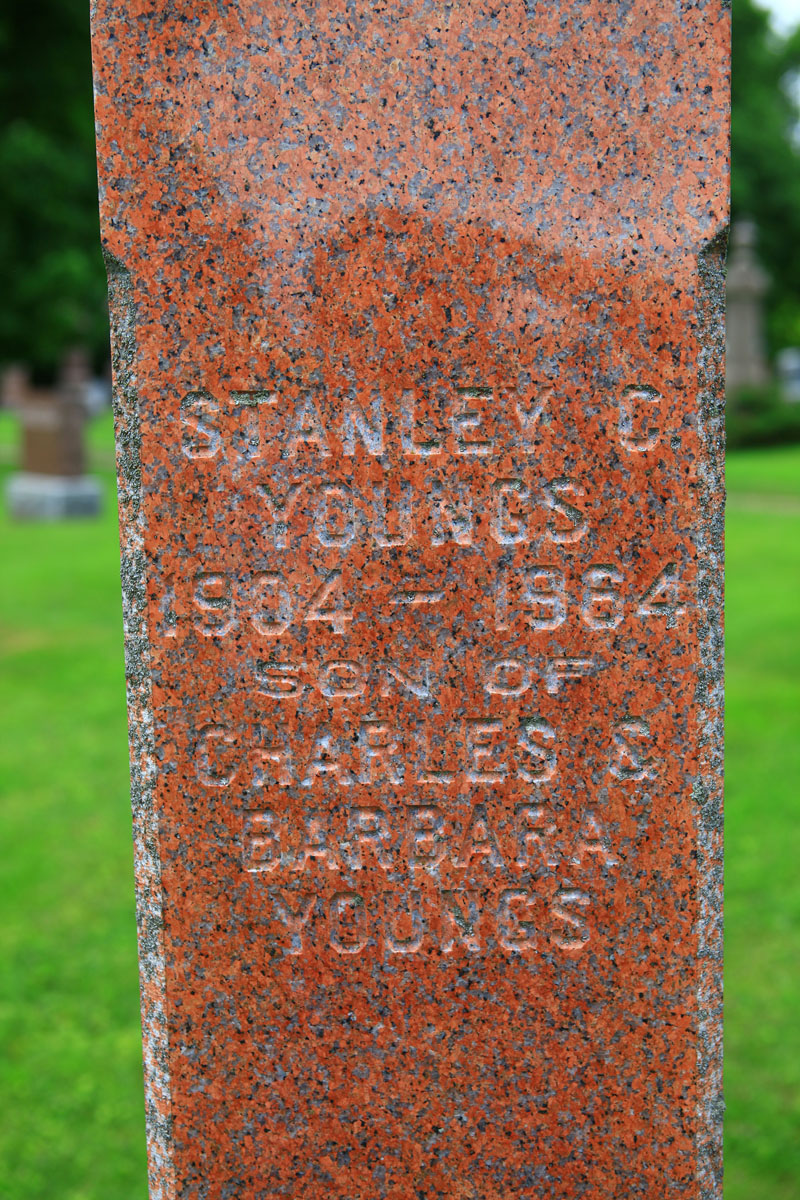 STANLEY C.
YOUNGS
1904 – 1964
SON OF
CHARLES &
BARBARA
YOUNGS